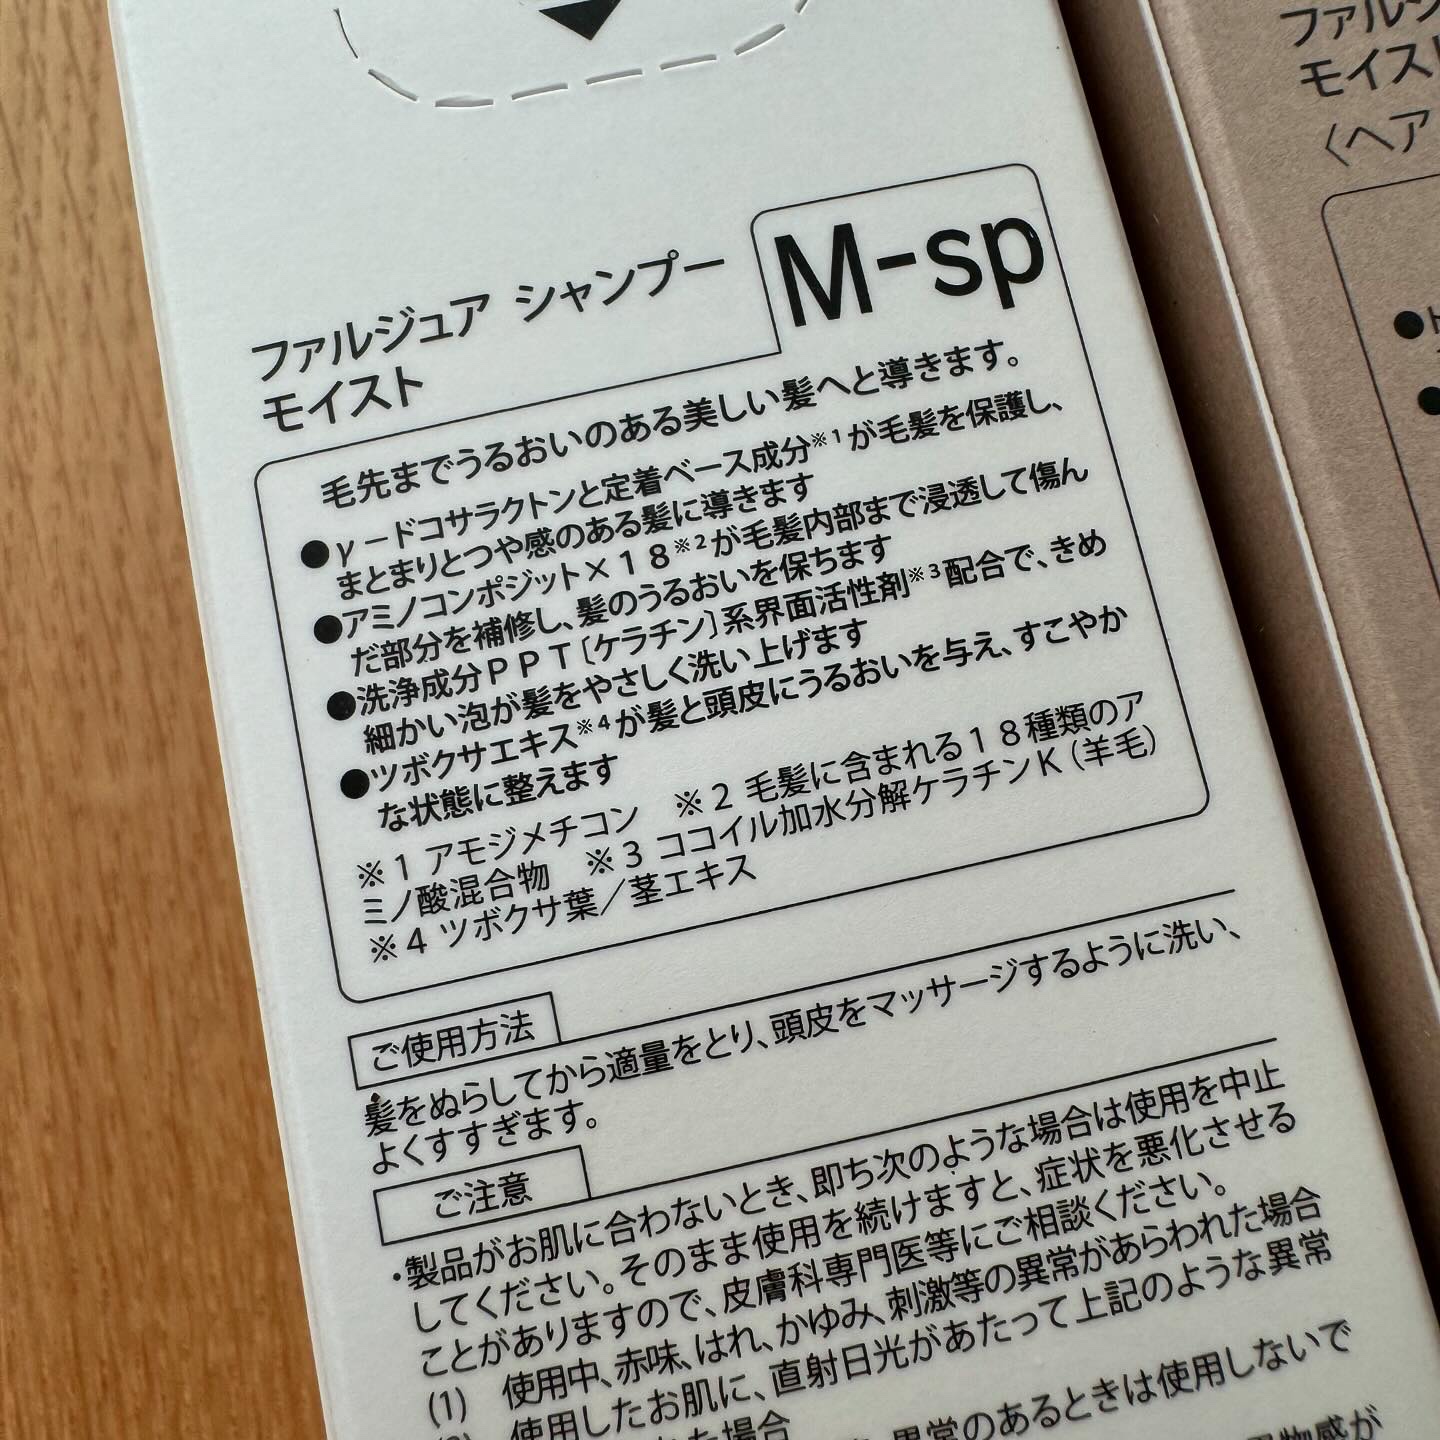 M-sp
ファルジュア シャンプー
モイスト
毛先までうるおいのある美しい髪へと導きます。
●γ－ドコサラクトンと定着ベース成分※1が毛髪を保護し、
まとまりとつや感のある髪に導きます
●アミノコンポジット×１８※2が毛髪内部まで浸透して傷ん
だ部分を補修し、髪のうるおいを保ちます
●洗浄成分ＰＰＴ〔ケラチン〕系界面活性剤※3配合で、きめ
細かい泡が髪をやさしく洗い上げます
●ツボクサエキス※4が髪と頭皮にうるおいを与え、すこやか
な状態に整えます
※１ アモジメチコン　※２ 毛髪に含まれる１８種類のア
ミノ酸混合物　※３ ココイル加水分解ケラチンＫ（羊毛）
※４ ツボクサ葉／茎エキス
ご使用方法
髪をぬらしてから適量をとり、頭皮をマッサージするように洗い、
よくすすぎます。
ご注意
・製品がお肌に合わないとき、即ち次のような場合は使用を中止
してください。そのまま使用を続けますと、症状を悪化させる
ことがありますので、皮膚科専門医等にご相談ください。
(1)　使用中、赤味、はれ、かゆみ、刺激等の異常があらわれた場合
使用したお肌に、直射日光があたって上記のような異常
た場合
異常のあるときは使用しないで
感が
ファルジ
モイスト
〈ヘア